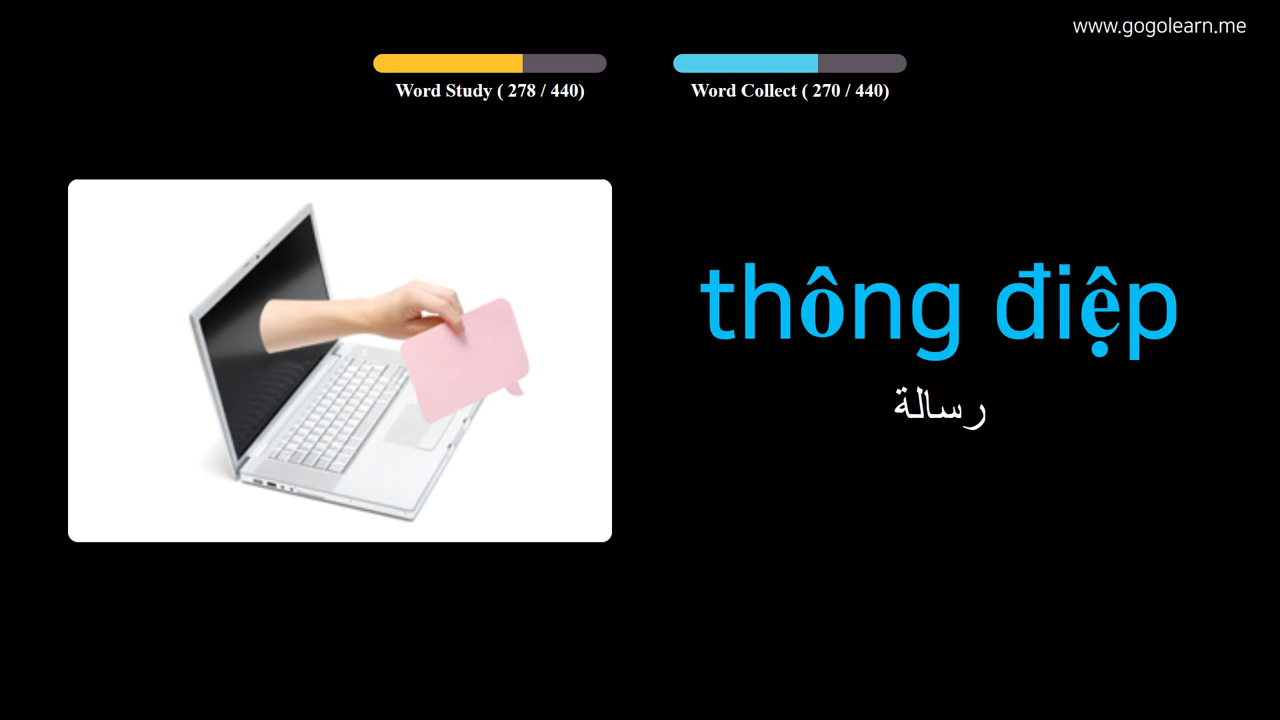 www.gogolearn.me
Word Study ( 278 / 440)
Word Collect ( 270 / 440)
thông điệp
رسالة